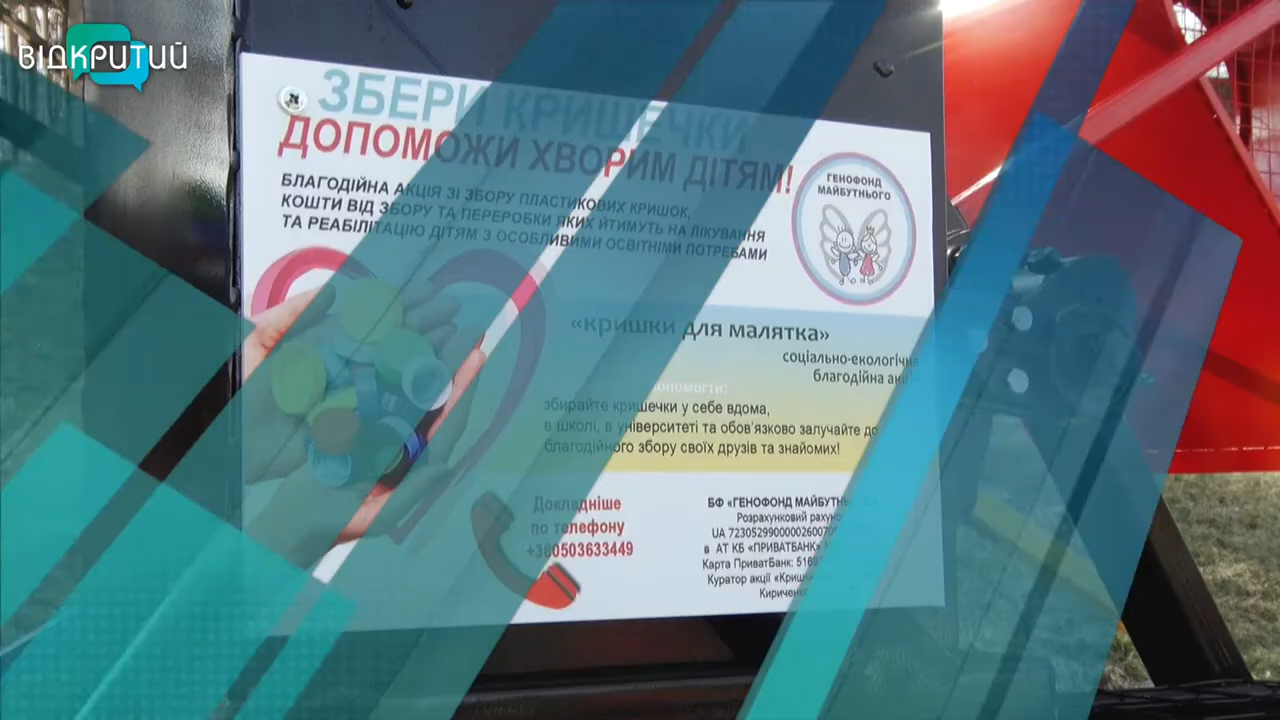 ВІДКРИТИЙ
ЗБЕРИ КРИШЕЧКИ
ДОПОМОЖИ ХВОРИМ ДІТЯМ!
БЛАГОДІЙНА АКЦІЯ ЗІ ЗБОРУ ПЛАСТИКОВИХ КРИШОК,
КОШТИ ВІД ЗБОРУ ТА ПЕРЕРОБКИ ЯКИХ ЙТИМУТЬ НА ЛІКУВАННЯ
ТА РЕАБІЛІТАЦІЮ ДІТЯМ З ОСОБЛИВИМИ ОСВІТНІМИ ПОТРЕБАМИ
ГЕНОФОНД
МАЙБУТНЬОГО
«кришки для малятка»
соціально-екологічна
благодійна
допомогти:
збирайте кришечки у себе вдома,
в школі, в університеті та обов'язково залучайте до
благодійного збору своїх друзів та знайомих!
Докладніше
по телефону
+380503633449
БФ «ГЕНОФОНД
Розрахунковий
UA
в АТ КБ «ПРИВАТБАНК»
Карта ПриватБанк:
Куратор акції